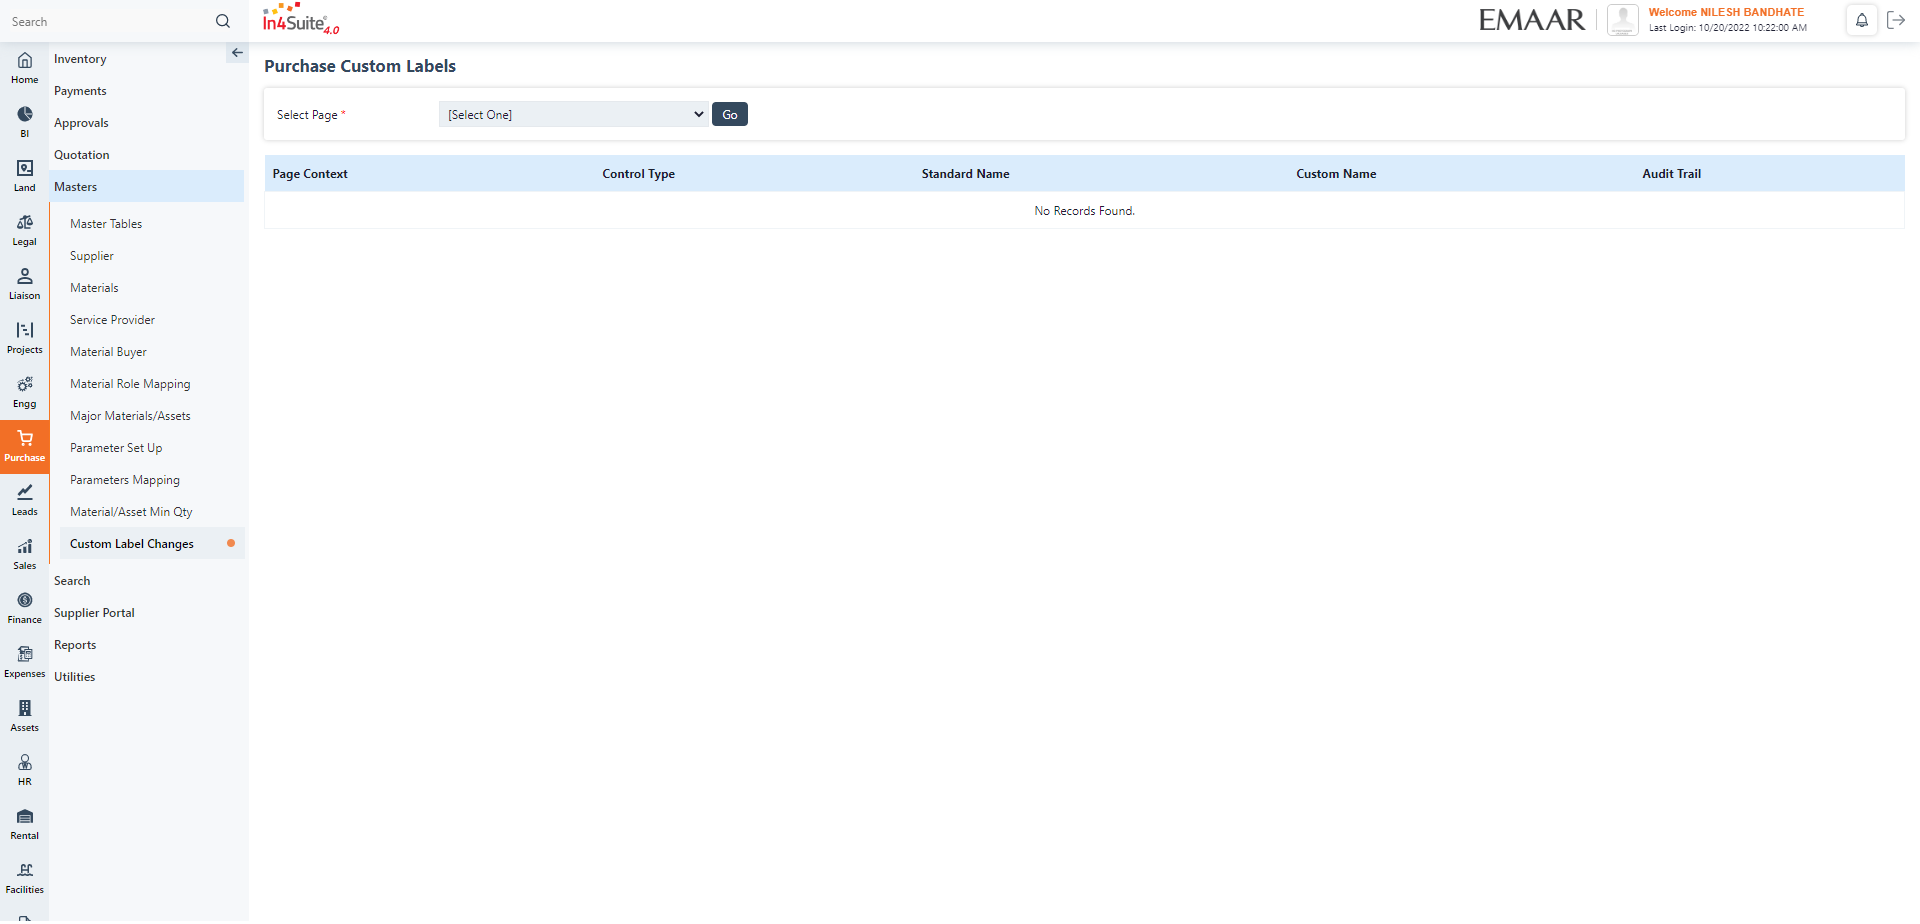 Search
In4Suite® 4.0
EMAAR
Welcome NILESH BANDHATE
Last Login: 10/20/2022 10:22:00 AM
Home
BI
Land
Legal
Liaison
Projects
Engg
Purchase
Leads
Sales
Finance
Expenses
Assets
HR
Rental
Facilities
Inventory
Payments
Approvals
Quotation
Masters
Master Tables
Supplier
Materials
Service Provider
Material Buyer
Material Role Mapping
Major Materials/Assets
Parameter Set Up
Parameters Mapping
Material/Asset Min Qty
Custom Label Changes
Search
Supplier Portal
Reports
Utilities
Purchase Custom Labels
Select Page * [Select One] Go
Page Context Control Type Standard Name Custom Name Audit Trail
No Records Found.